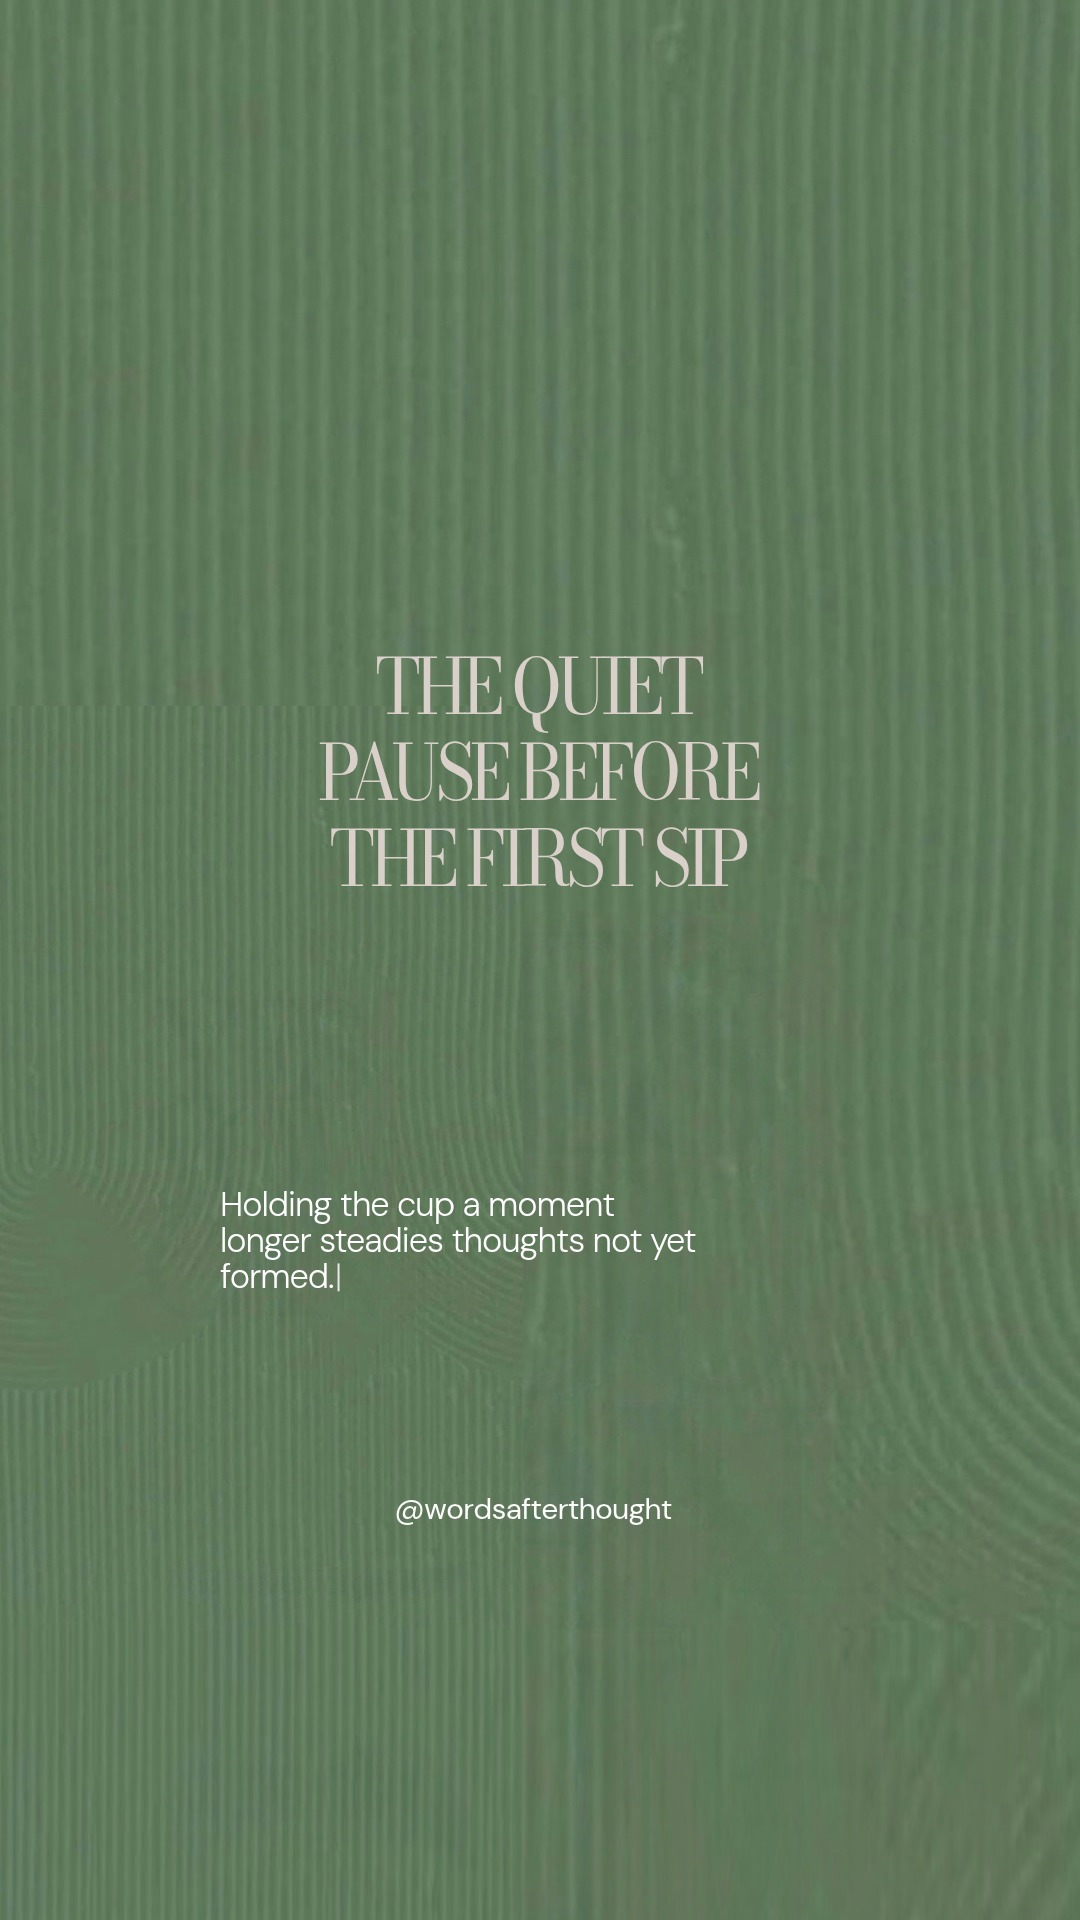 THE QUIET
PAUSE BEFORE
THE FIRST SIP
Holding the cup a moment
longer steadies thoughts not yet
formed.|
@wordsafterthought